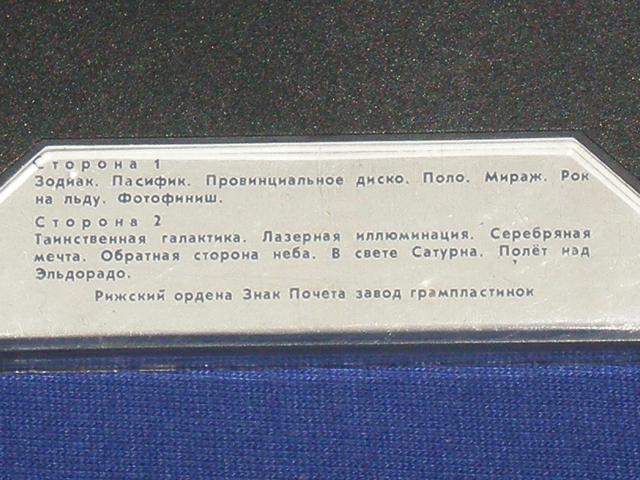 Сторона 1
Зодиак. Пасифик. Провинциальное диско. Поло. Мираж. Рок
на льду. Фотофиниш.
Сторона 2
Таинственная галактика. Лазерная иллюминация. Серебряная
мечта. Обратная сторона неба. В свете Сатурна. Полёт над
Эльдорадо.
Рижский ордена Знак Почета завод грампластинок